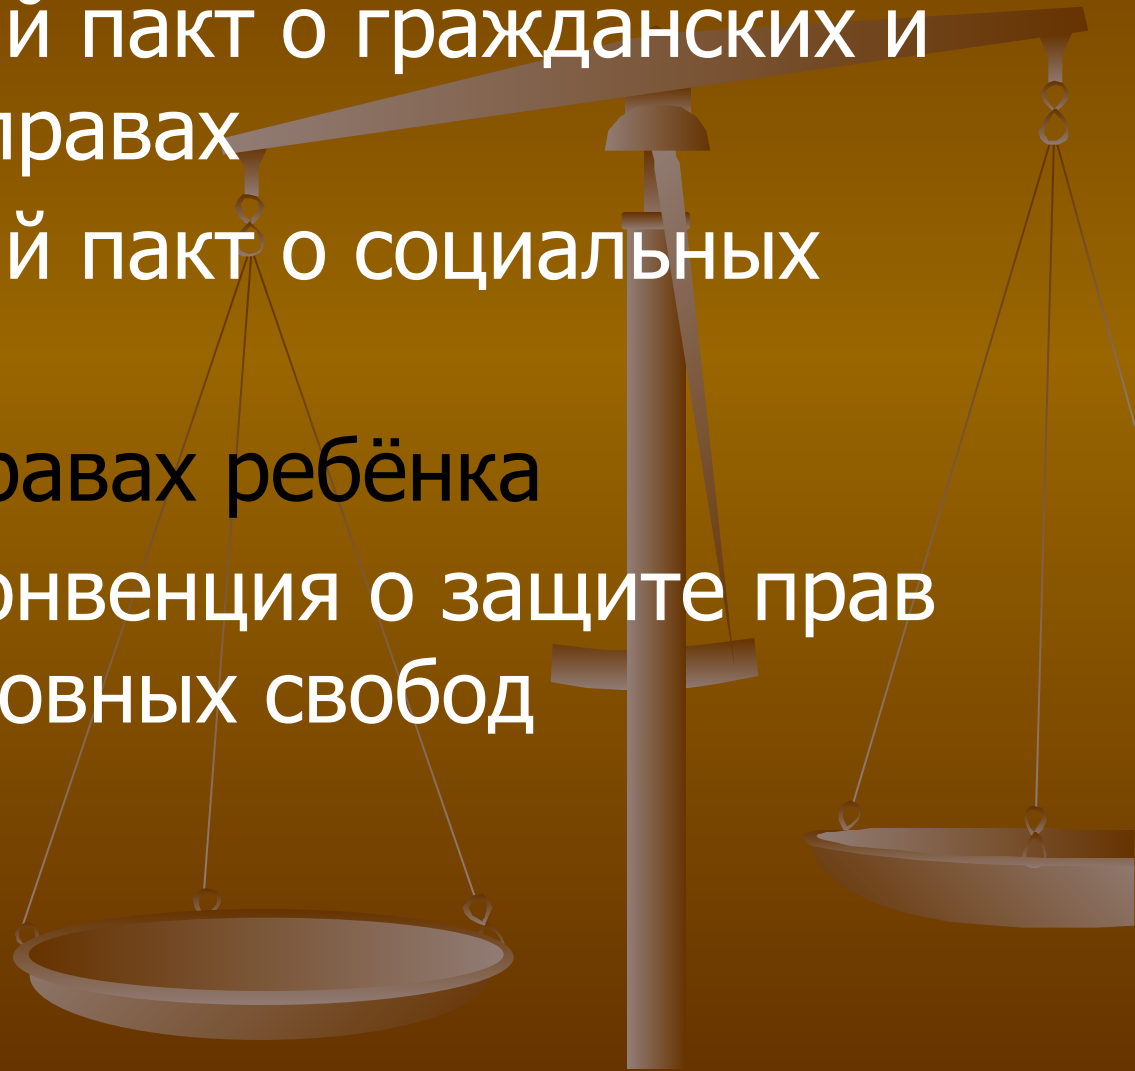 й пакт о гражданских и
правах
й пакт о социальных
равах ребёнка
онвенция о защите прав
овных свобод